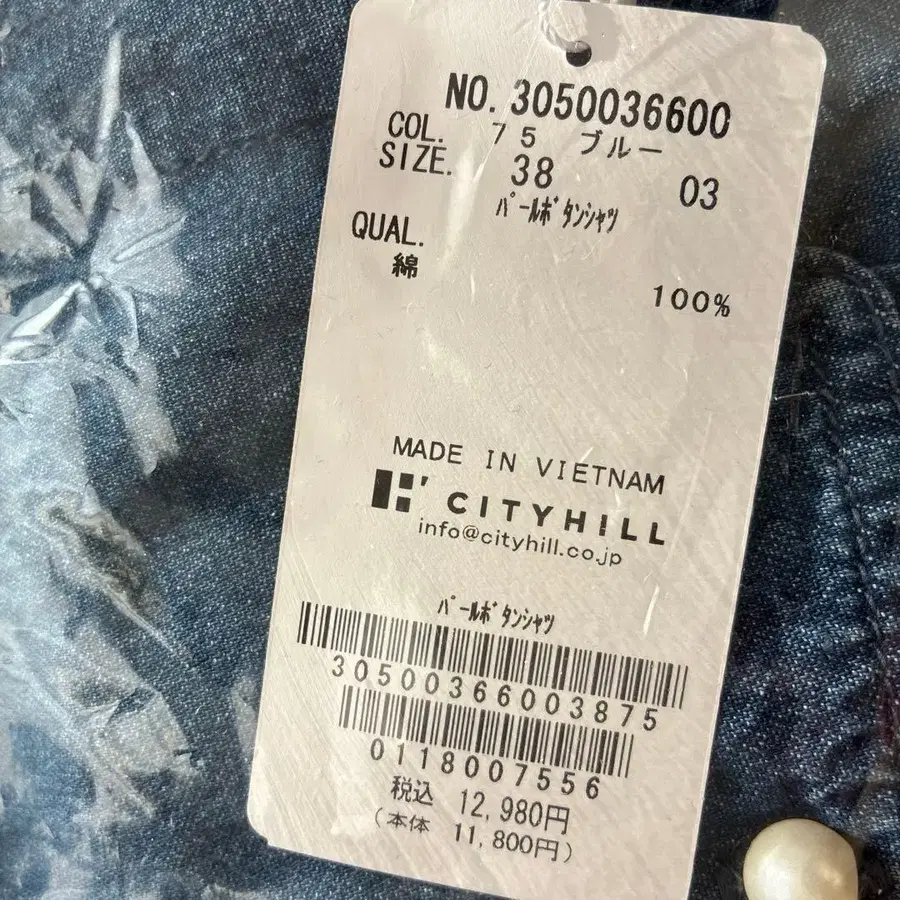 NO. 3050036600
COL. 75 ブルー
SIZE. 38 03
パールボタンシャツ
QUAL.
綿 100%
MADE IN VIETNAM
CITYHILL
info@cityhill.co.jp
パールボタンシャツ
30500366003875
0118007556
税込 12,980円
(本体 11,800円)